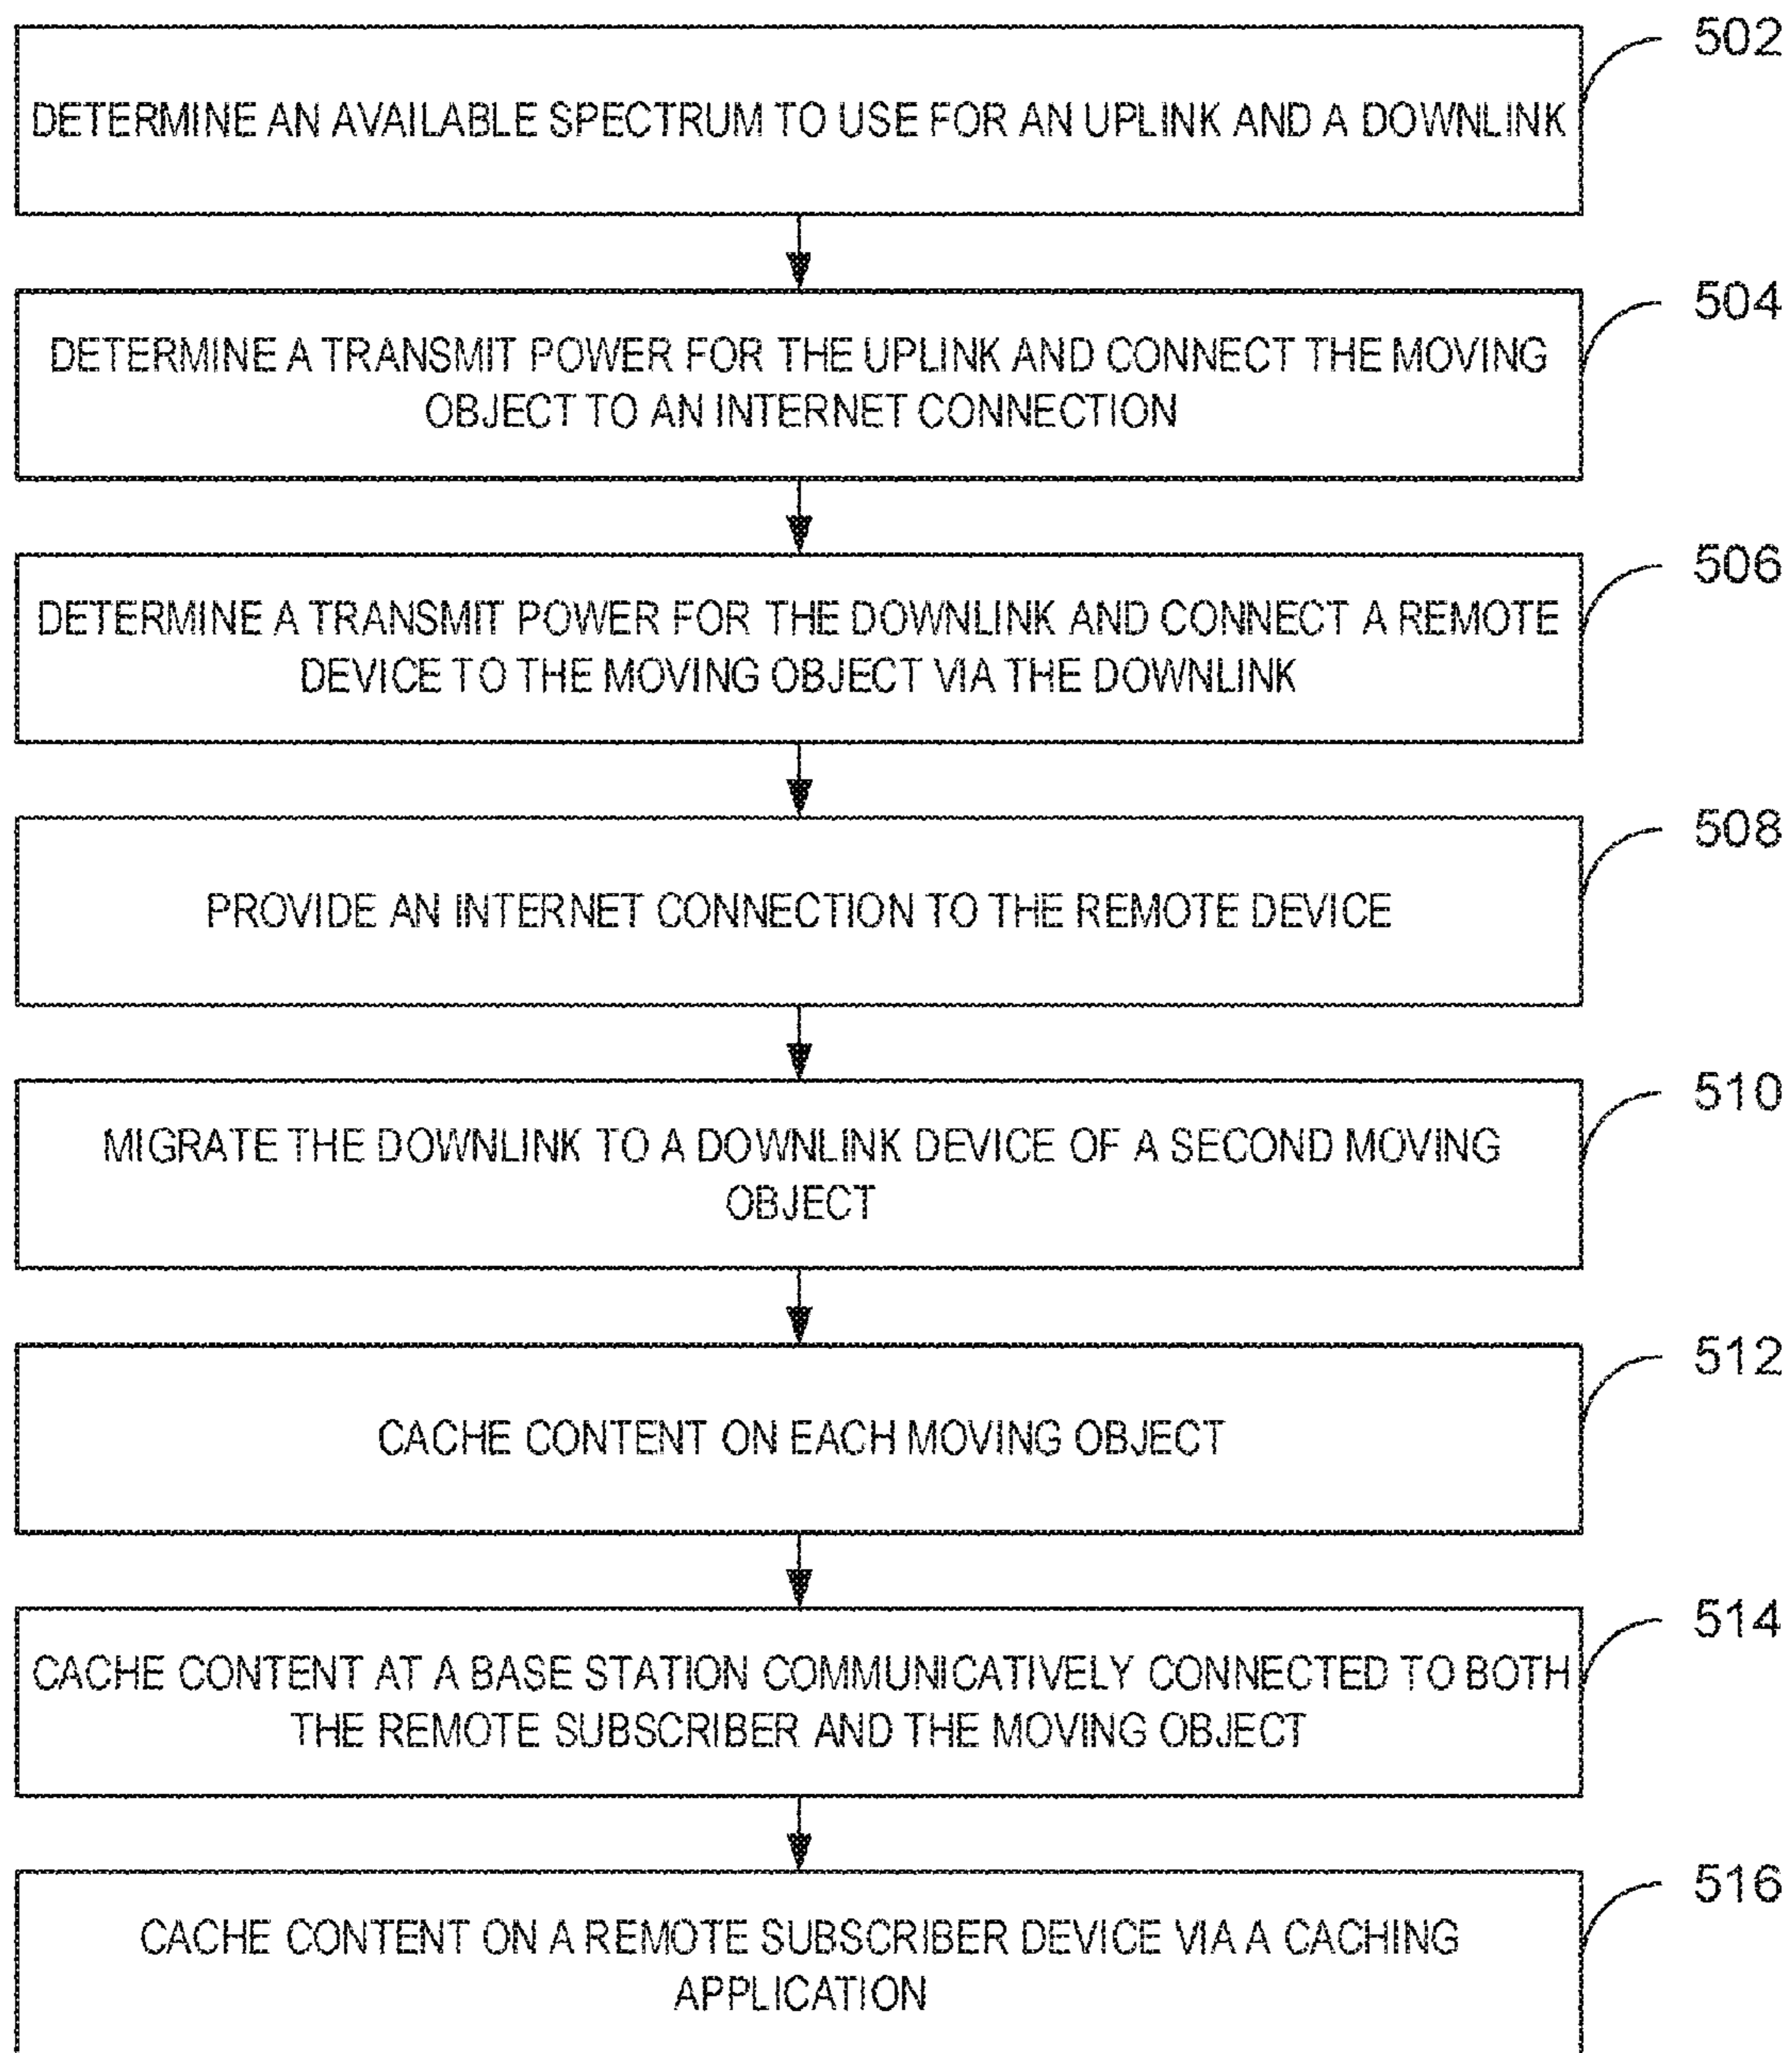 502
DETERMINE AN AVAILABLE SPECTRUM TO USE FOR AN UPLINK AND A DOWNLINK
504
DETERMINE A TRANSMIT POWER FOR THE UPLINK AND CONNECT THE MOVING
OBJECT TO AN INTERNET CONNECTION
506
DETERMINE A TRANSMIT POWER FOR THE DOWNLINK AND CONNECT A REMOTE
DEVICE TO THE MOVING OBJECT VIA THE DOWNLINK
508
PROVIDE AN INTERNET CONNECTION TO THE REMOTE DEVICE
510
MIGRATE THE DOWNLINK TO A DOWNLINK DEVICE OF A SECOND MOVING
OBJECT
512
CACHE CONTENT ON EACH MOVING OBJECT
514
CACHE CONTENT AT A BASE STATION COMMUNICATIVELY CONNECTED TO BOTH
THE REMOTE SUBSCRIBER AND THE MOVING OBJECT
516
CACHE CONTENT ON A REMOTE SUBSCRIBER DEVICE VIA A CACHING
APPLICATION